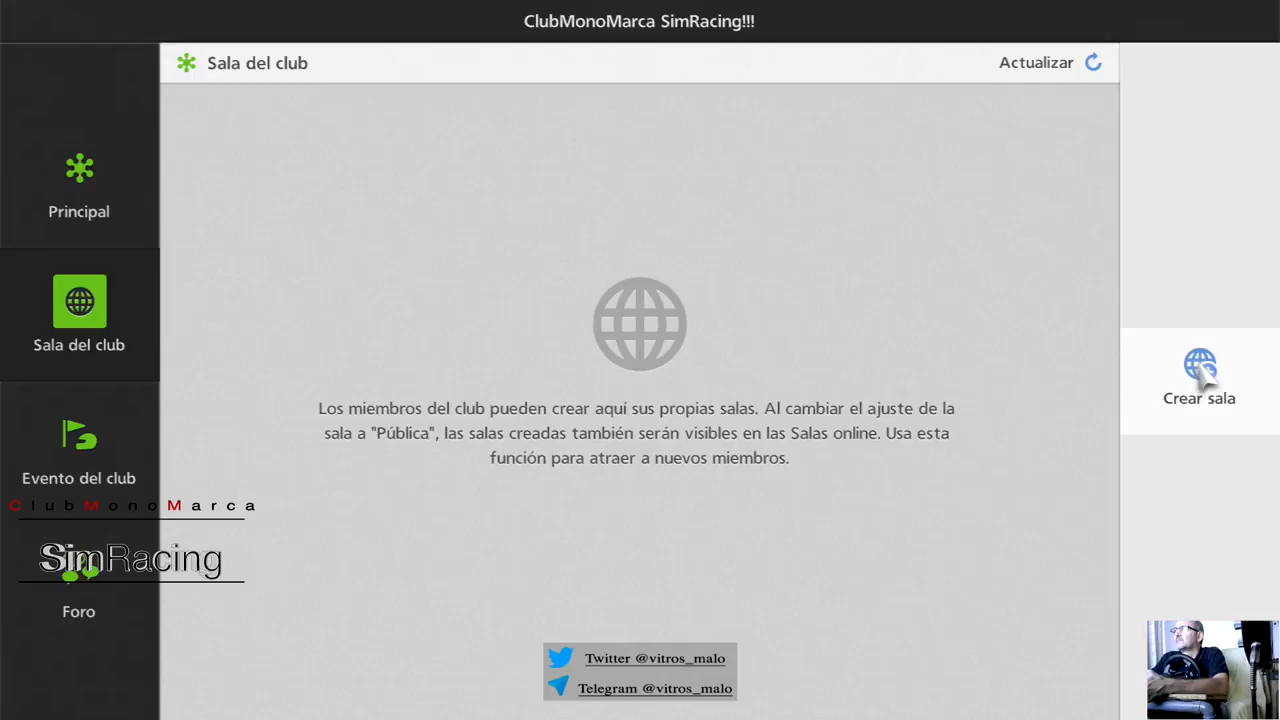 ClubMonoMarca SimRacing!!!
Sala del club
Actualizar
Principal
Sala del club
Evento del club
Foro
Los miembros del club pueden crear aquí sus propias salas. Al cambiar el ajuste de la
sala a "Pública", las salas creadas también serán visibles en las Salas online. Usa esta
función para atraer a nuevos miembros.
Crear sala
ClubMonoMarca
SimRacing
Twitter @vitros_malo
Telegram @vitros_malo